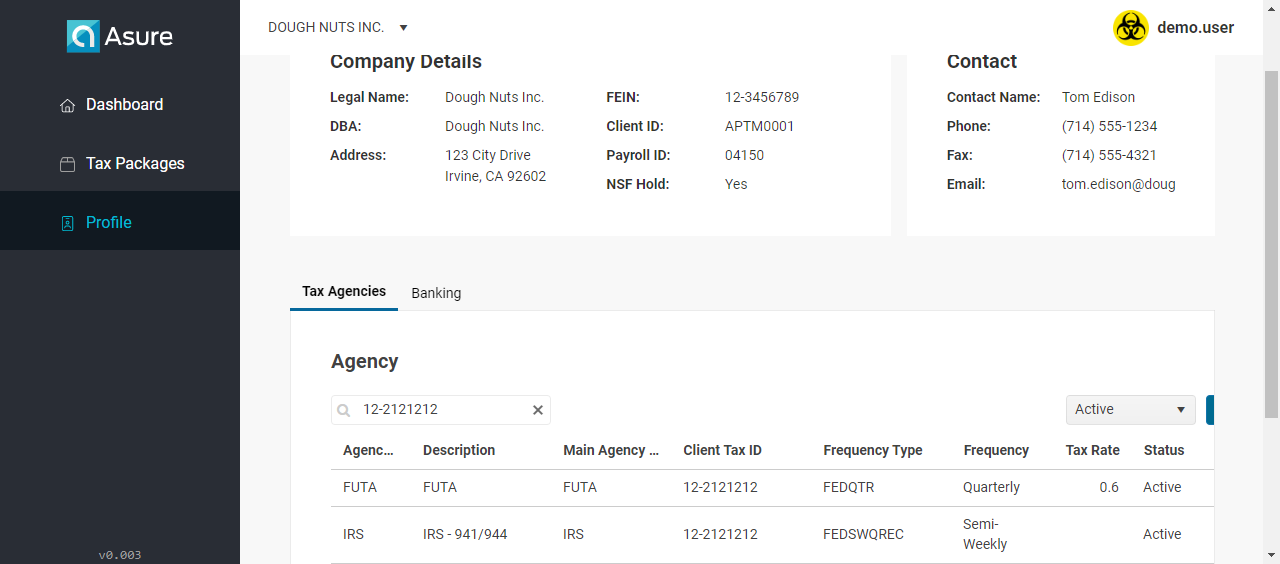 Asure
DOUGH NUTS INC.
demo.user
Dashboard
Tax Packages
Profile
v0.003
Company Details
Legal Name: Dough Nuts Inc. FEIN: 12-3456789
DBA: Dough Nuts Inc. Client ID: APTM0001
Address: 123 City Drive Payroll ID: 04150
Irvine, CA 92602
NSF Hold: Yes
Contact
Contact Name: Tom Edison
Phone: (714) 555-1234
Fax: (714) 555-4321
Email: tom.edison@doug
Tax Agencies Banking
Agency
12-2121212 Active
Agenc... Description Main Agency ... Client Tax ID Frequency Type Frequency Tax Rate Status
FUTA FUTA FUTA 12-2121212 FEDQTR Quarterly 0.6 Active
IRS IRS - 941/944 IRS 12-2121212 FEDSWQREC Semi- Active
Weekly